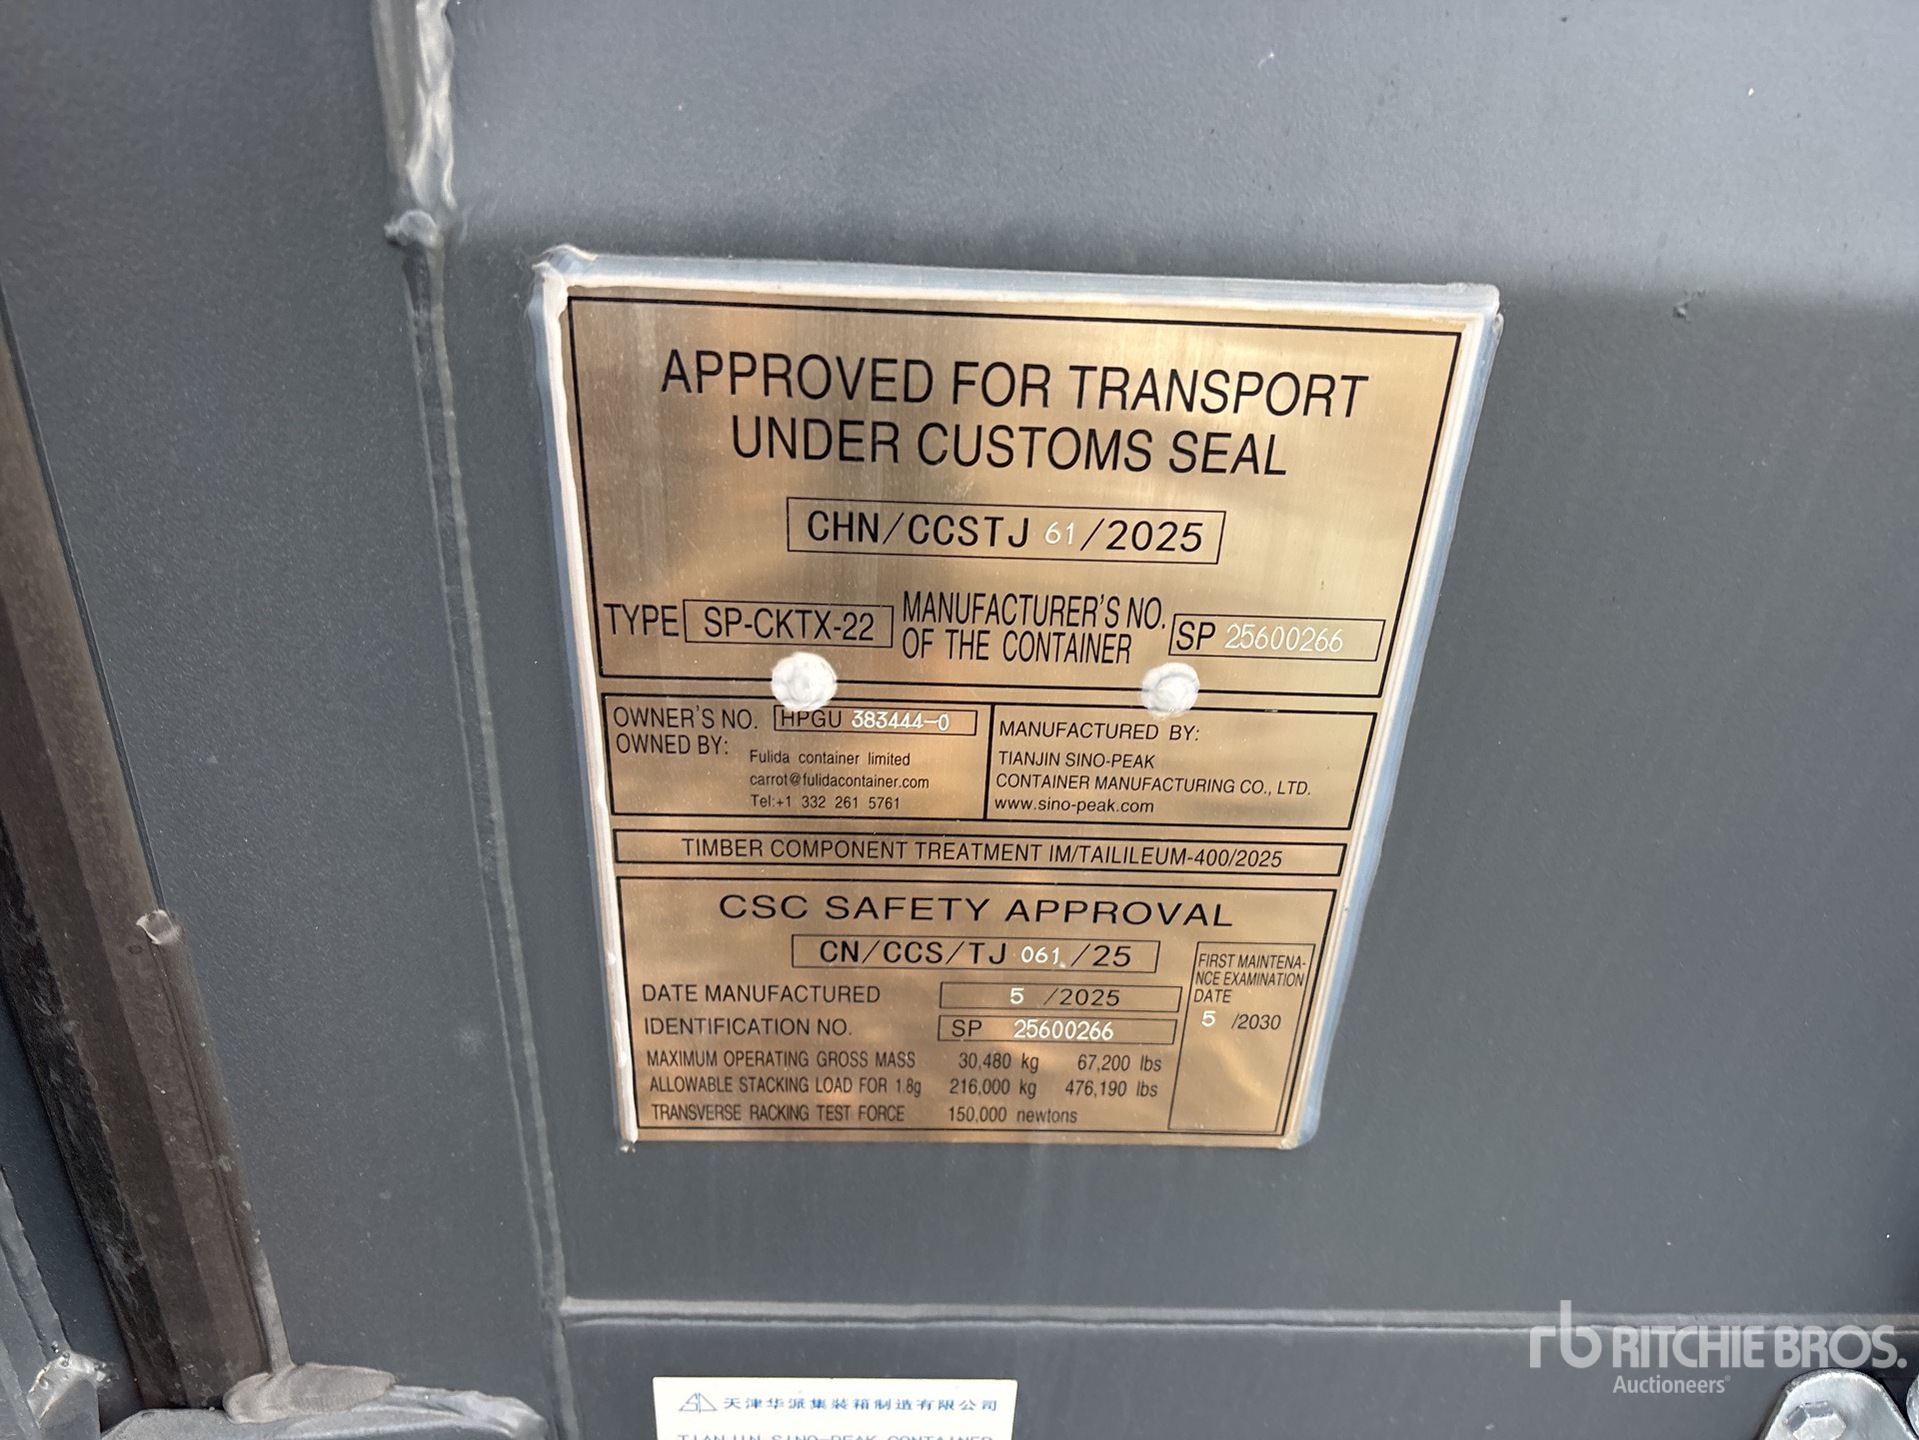 APPROVED FOR TRANSPORT
UNDER CUSTOMS SEAL
CHN/CCSTJ 61/2025
TYPE SP-CKTX-22
MANUFACTURER'S NO.
OF THE CONTAINER
SP 25600266
OWNER'S NO. HPGU 383444-0
OWNED BY:
Fulida container limited
carrot@fulidacontainer.com
Tel:+1 332 261 5761
MANUFACTURED BY:
TIANJIN SINO-PEAK
CONTAINER MANUFACTURING CO., LTD.
www.sino-peak.com
TIMBER COMPONENT TREATMENT IM/TAILILEUM-400/2025
CSC SAFETY APPROVAL
CN/CCS/TJ 061 /25
DATE MANUFACTURED 5 /2025
IDENTIFICATION NO. SP 25600266
MAXIMUM OPERATING GROSS MASS 30,480 kg 67,200 lbs
ALLOWABLE STACKING LOAD FOR 1.8g 216,000 kg 476,190 lbs
TRANSVERSE RACKING TEST FORCE 150,000 newtons
FIRST MAINTENA-
NCE EXAMINATION
DATE
5 /2030
天津华派集装箱制造有限公司
TIANJIN SINO-PEAK CONTAINER
rb RITCHIE BROS.
Auctioneers®